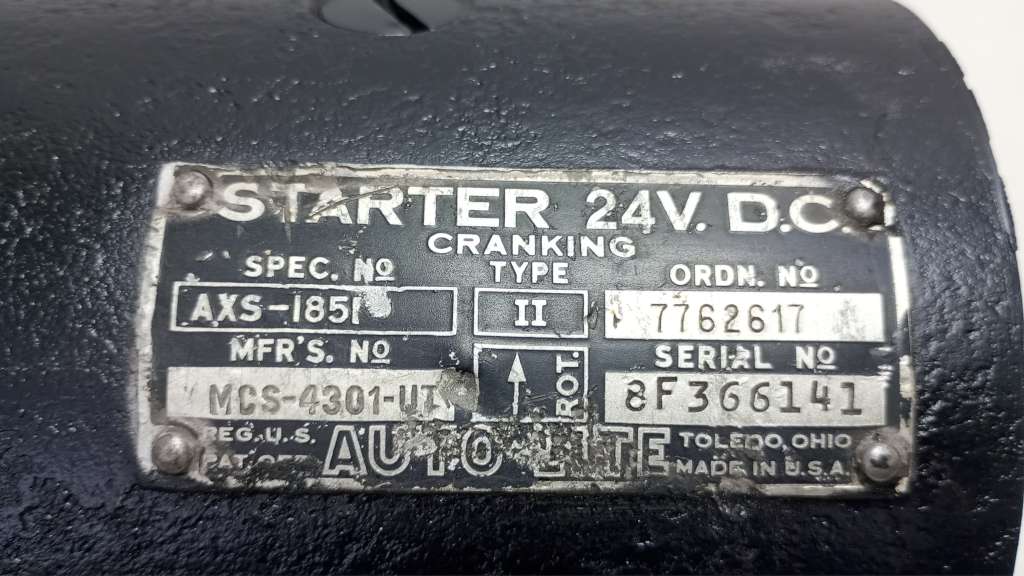 STARTER 24V. D.C.
CRANKING
SPEC. NO TYPE ORDN. NO
AXS-1851 II 7762617
MFR'S. NO ROT. SERIAL NO
MCS-4301-UT 8F366141
REG. U.S. AUTO-LITE TOLEDO, OHIO
PAT. OFF. MADE IN U.S.A.